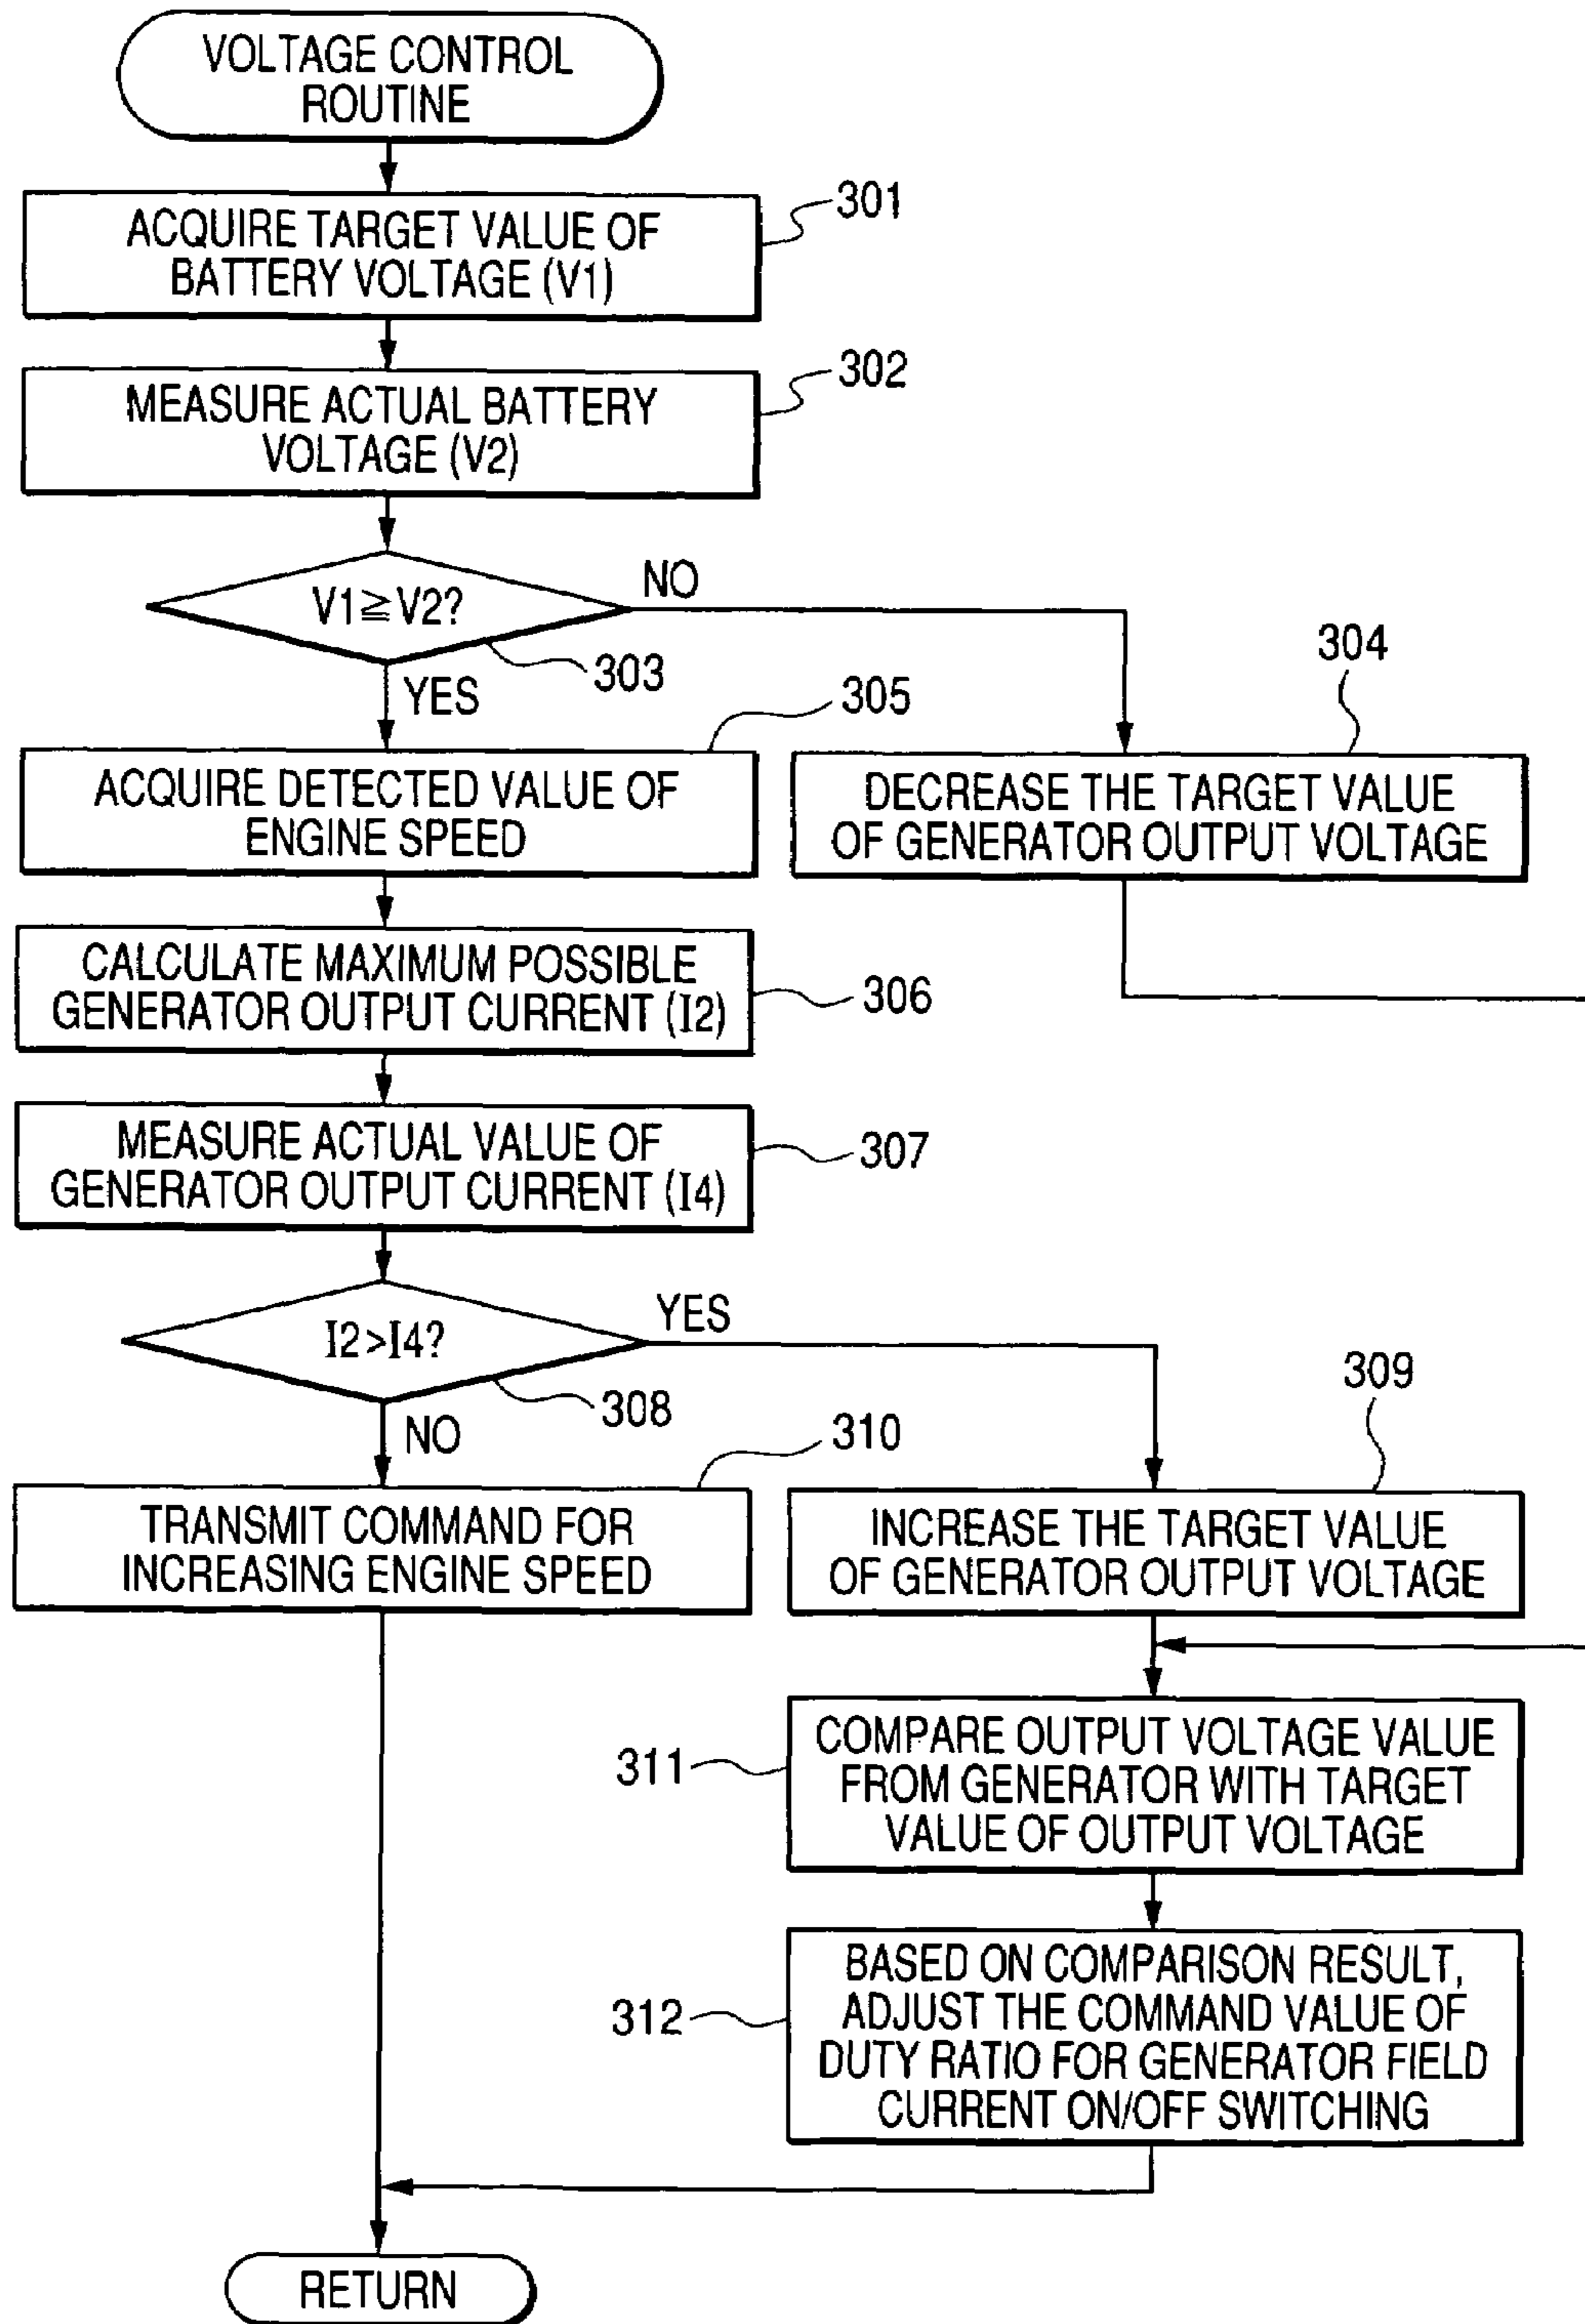 VOLTAGE CONTROL
ROUTINE
301
ACQUIRE TARGET VALUE OF
BATTERY VOLTAGE (V1)
302
MEASURE ACTUAL BATTERY
VOLTAGE (V2)
V1≧V2?
NO
303
YES
304
305
ACQUIRE DETECTED VALUE OF
ENGINE SPEED
DECREASE THE TARGET VALUE
OF GENERATOR OUTPUT VOLTAGE
CALCULATE MAXIMUM POSSIBLE
GENERATOR OUTPUT CURRENT (I2)
306
MEASURE ACTUAL VALUE OF
GENERATOR OUTPUT CURRENT (I4)
307
I2>I4?
YES
308
NO
309
310
TRANSMIT COMMAND FOR
INCREASING ENGINE SPEED
INCREASE THE TARGET VALUE
OF GENERATOR OUTPUT VOLTAGE
311
COMPARE OUTPUT VOLTAGE VALUE
FROM GENERATOR WITH TARGET
VALUE OF OUTPUT VOLTAGE
312
BASED ON COMPARISON RESULT,
ADJUST THE COMMAND VALUE OF
DUTY RATIO FOR GENERATOR FIELD
CURRENT ON/OFF SWITCHING
RETURN